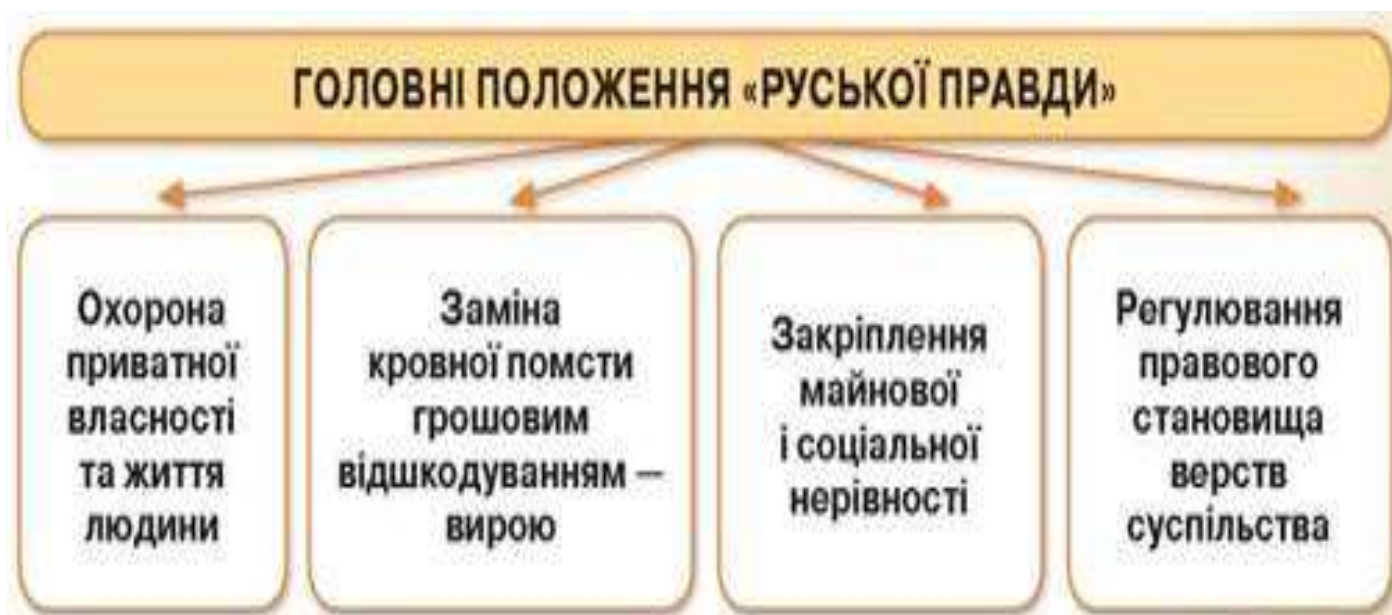 ГОЛОВНІ ПОЛОЖЕННЯ «РУСЬКОЇ ПРАВДИ»
Охорона
приватної
власності
та життя
людини
Заміна
кровної помсти
грошовим
відшкодуванням —
вирою
Закріплення
майнової
і соціальної
нерівності
Регулювання
правового
становища
верств
суспільства